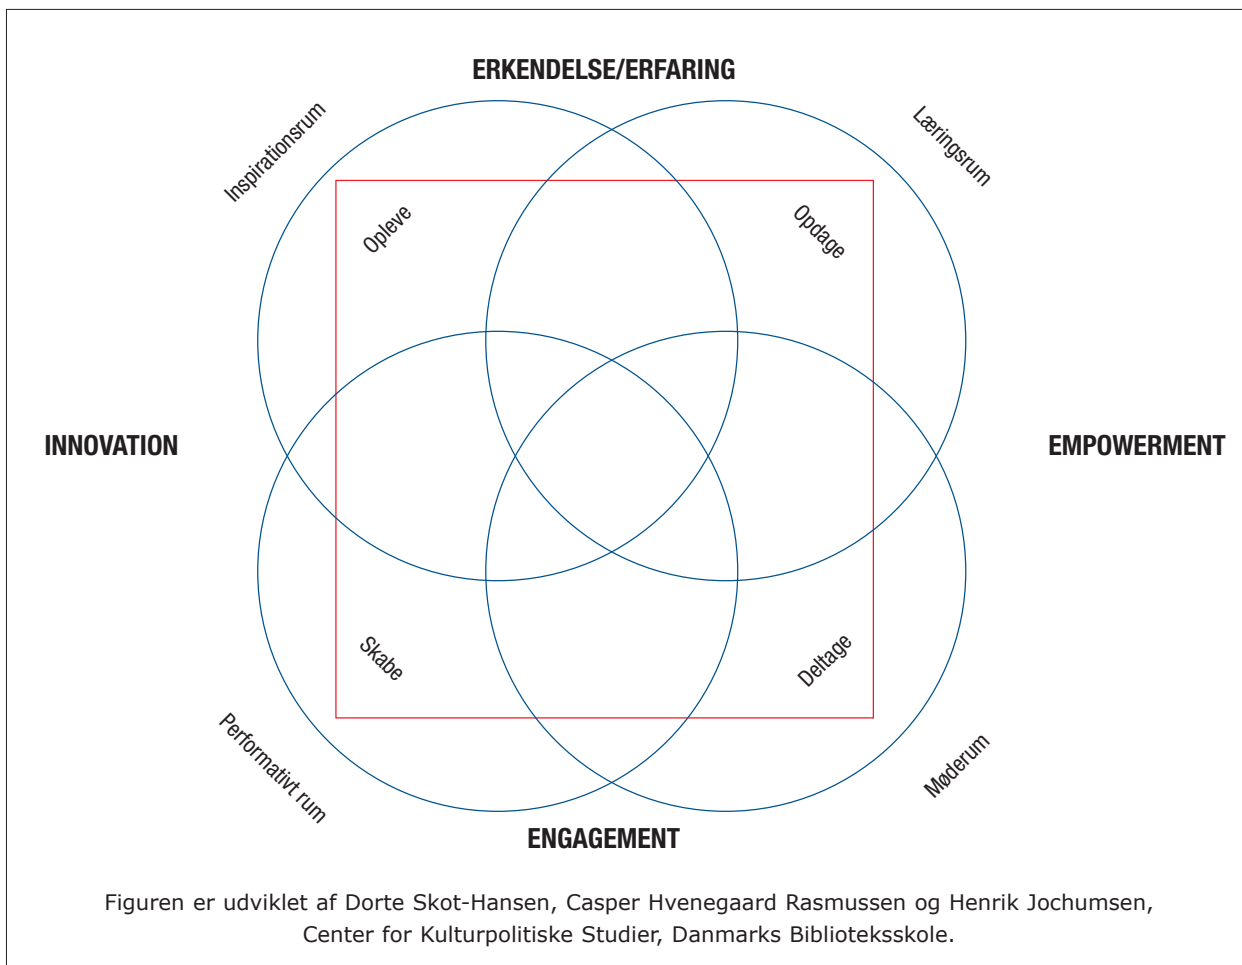 ERKENDELSE/ERFARING
Inspirationsrum
Læringsrum
Opleve
Opdage
INNOVATION
EMPOWERMENT
Skabe
Deltage
Performativt rum
Møderum
ENGAGEMENT
Figuren er udviklet af Dorte Skot-Hansen, Casper Hvenegaard Rasmussen og Henrik Jochumsen,
Center for Kulturpolitiske Studier, Danmarks Biblioteksskole.